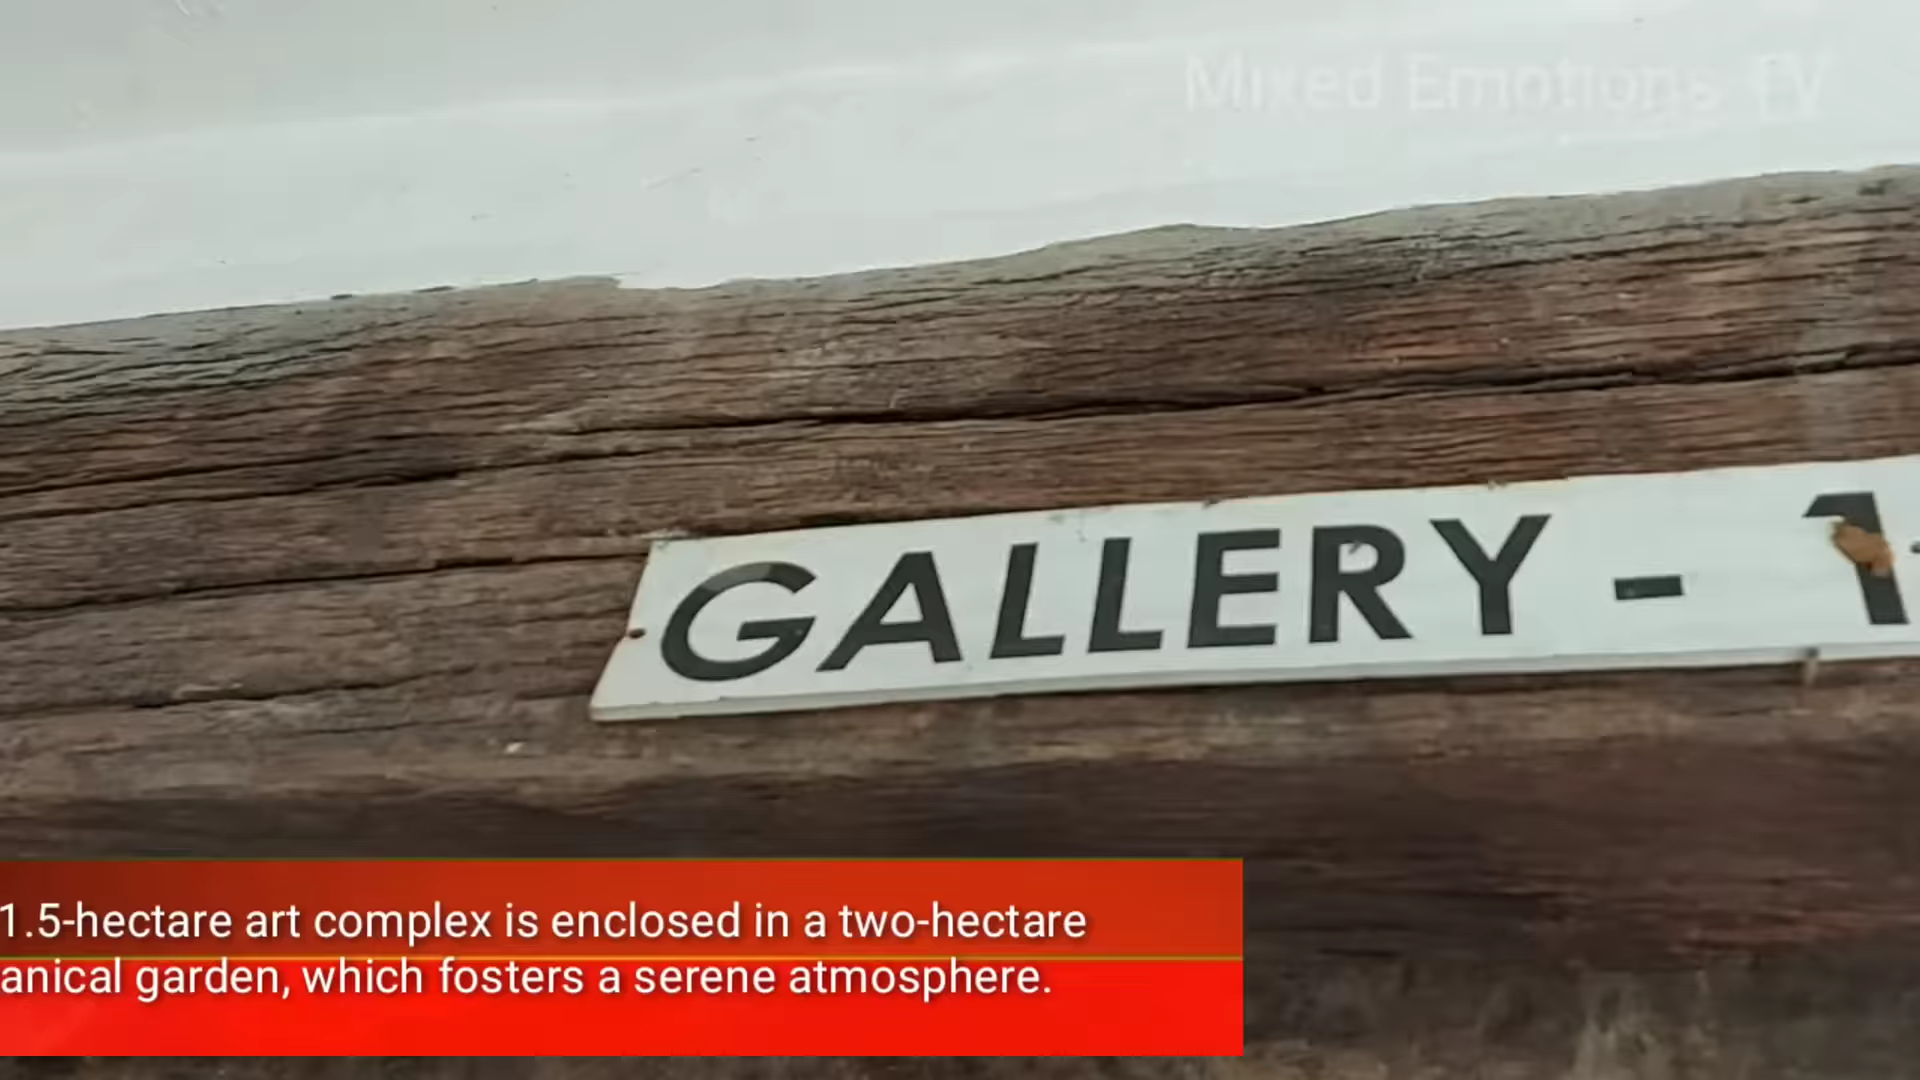 Mixed Emotions TV
GALLERY - 1
1.5-hectare art complex is enclosed in a two-hectare
anical garden, which fosters a serene atmosphere.